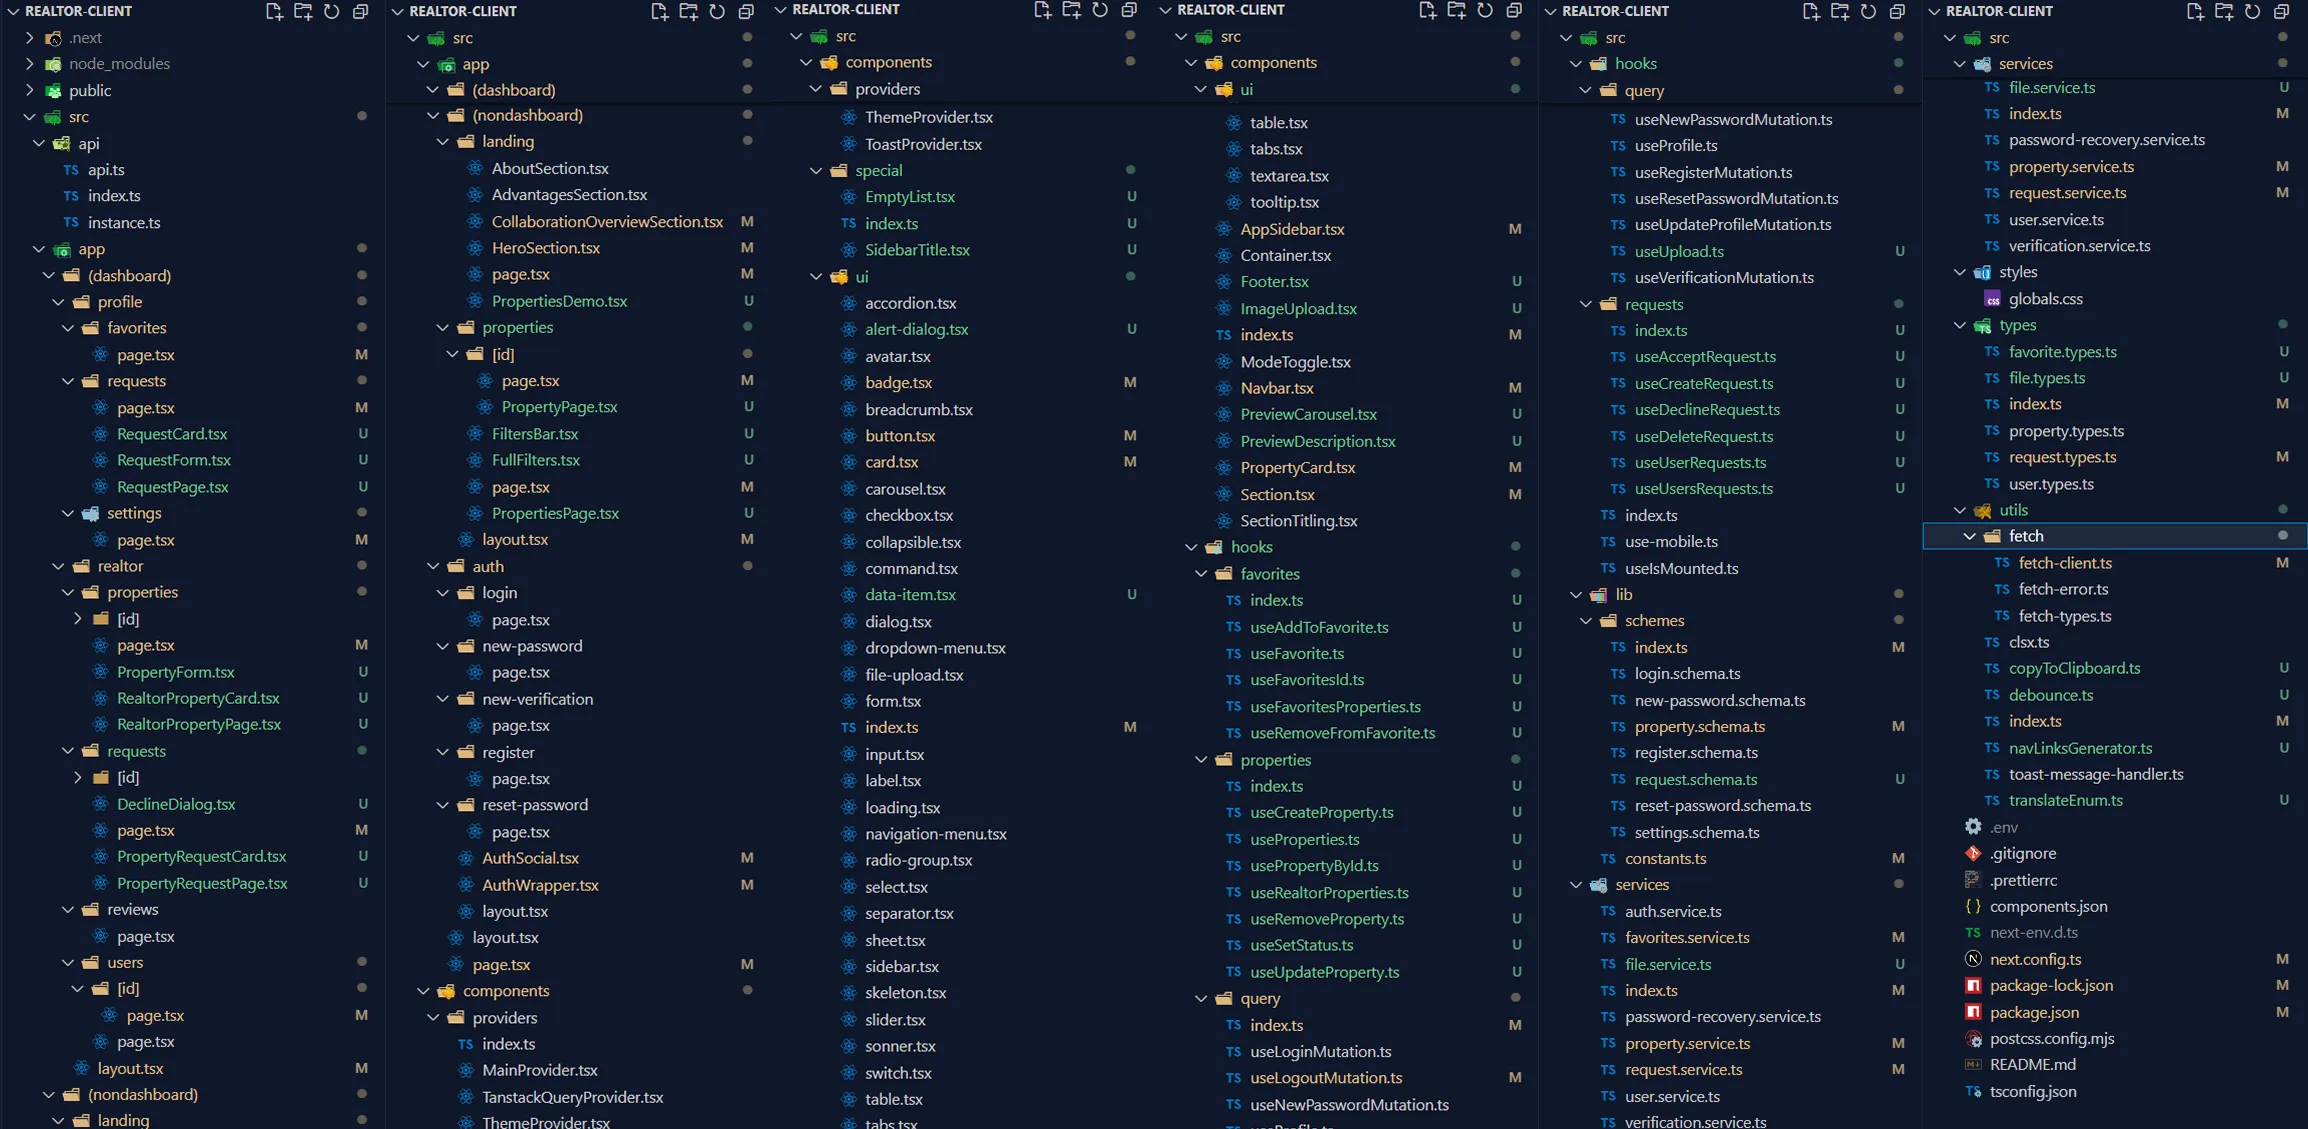 REALTOR-CLIENT
.next
node_modules
public
src
api
TS api.ts
TS index.ts
TS instance.ts
app
(dashboard)
profile
favorites
page.tsx M
requests
page.tsx M
RequestCard.tsx U
RequestForm.tsx U
RequestPage.tsx U
settings
page.tsx M
realtor
properties
[id]
page.tsx M
PropertyForm.tsx U
RealtorPropertyCard.tsx U
RealtorPropertyPage.tsx U
requests
[id]
DeclineDialog.tsx U
page.tsx M
PropertyRequestCard.tsx U
PropertyRequestPage.tsx U
reviews
page.tsx
users
[id]
page.tsx M
page.tsx
layout.tsx M
(nondashboard)
landing
REALTOR-CLIENT
src
app
(dashboard)
(nondashboard)
landing
AboutSection.tsx
AdvantagesSection.tsx
CollaborationOverviewSection.tsx M
HeroSection.tsx M
page.tsx M
PropertiesDemo.tsx U
properties
[id]
page.tsx M
PropertyPage.tsx U
FiltersBar.tsx U
FullFilters.tsx U
page.tsx M
PropertiesPage.tsx U
layout.tsx M
auth
login
page.tsx
new-password
page.tsx
new-verification
page.tsx
register
page.tsx
reset-password
page.tsx
AuthSocial.tsx M
AuthWrapper.tsx M
layout.tsx
layout.tsx
page.tsx M
components
providers
TS index.ts
MainProvider.tsx
TanstackQueryProvider.tsx
ThemeProvider.tsx
REALTOR-CLIENT
src
components
providers
ThemeProvider.tsx
ToastProvider.tsx
special
EmptyList.tsx U
TS index.ts U
SidebarTitle.tsx U
ui
accordion.tsx
alert-dialog.tsx U
avatar.tsx
badge.tsx M
breadcrumb.tsx
button.tsx M
card.tsx M
carousel.tsx
checkbox.tsx
collapsible.tsx
command.tsx
data-item.tsx U
dialog.tsx
dropdown-menu.tsx
file-upload.tsx
form.tsx
TS index.ts M
input.tsx
label.tsx
loading.tsx
navigation-menu.tsx
radio-group.tsx
select.tsx
separator.tsx
sheet.tsx
sidebar.tsx
skeleton.tsx
slider.tsx
sonner.tsx
switch.tsx
table.tsx
tabs.tsx
REALTOR-CLIENT
src
components
ui
table.tsx
tabs.tsx
textarea.tsx
tooltip.tsx
AppSidebar.tsx M
Container.tsx
Footer.tsx U
ImageUpload.tsx U
TS index.ts M
ModeToggle.tsx
Navbar.tsx M
PreviewCarousel.tsx U
PreviewDescription.tsx U
PropertyCard.tsx M
Section.tsx M
SectionTitling.tsx
hooks
favorites
TS index.ts U
TS useAddToFavorite.ts U
TS useFavorite.ts U
TS useFavoritesId.ts U
TS useFavoritesProperties.ts U
TS useRemoveFromFavorite.ts U
properties
TS index.ts U
TS useCreateProperty.ts U
TS useProperties.ts U
TS usePropertyById.ts U
TS useRealtorProperties.ts U
TS useRemoveProperty.ts U
TS useSetStatus.ts U
TS useUpdateProperty.ts U
query
TS index.ts M
TS useLoginMutation.ts
TS useLogoutMutation.ts M
TS useNewPasswordMutation.ts
useProfile.ts
REALTOR-CLIENT
src
hooks
query
TS useNewPasswordMutation.ts
TS useProfile.ts
TS useRegisterMutation.ts
TS useResetPasswordMutation.ts
TS useUpdateProfileMutation.ts
TS useUpload.ts U
TS useVerificationMutation.ts
requests
TS index.ts U
TS useAcceptRequest.ts U
TS useCreateRequest.ts U
TS useDeclineRequest.ts U
TS useDeleteRequest.ts U
TS useUserRequests.ts U
TS useUsersRequests.ts U
TS index.ts
TS use-mobile.ts
TS useIsMounted.ts
lib
schemes
TS index.ts M
TS login.schema.ts
TS new-password.schema.ts
TS property.schema.ts M
TS register.schema.ts
TS request.schema.ts U
TS reset-password.schema.ts
TS settings.schema.ts
TS constants.ts M
services
TS auth.service.ts
TS favorites.service.ts M
TS file.service.ts U
TS index.ts M
TS password-recovery.service.ts
TS property.service.ts M
TS request.service.ts M
TS user.service.ts
TS verification.service.ts
REALTOR-CLIENT
src
services
TS file.service.ts U
TS index.ts M
TS password-recovery.service.ts
TS property.service.ts M
TS request.service.ts M
TS user.service.ts
TS verification.service.ts
styles
css globals.css
types
TS favorite.types.ts U
TS file.types.ts U
TS index.ts M
TS property.types.ts
TS request.types.ts M
TS user.types.ts
utils
fetch
TS fetch-client.ts M
TS fetch-error.ts
TS fetch-types.ts
TS clsx.ts
TS copyToClipboard.ts U
TS debounce.ts U
TS index.ts M
TS navLinksGenerator.ts U
TS toast-message-handler.ts
TS translateEnum.ts U
.env
.gitignore
.prettierrc
{} components.json
TS next-env.d.ts
next.config.ts M
package-lock.json M
package.json M
postcss.config.mjs
README.md
TS tsconfig.json